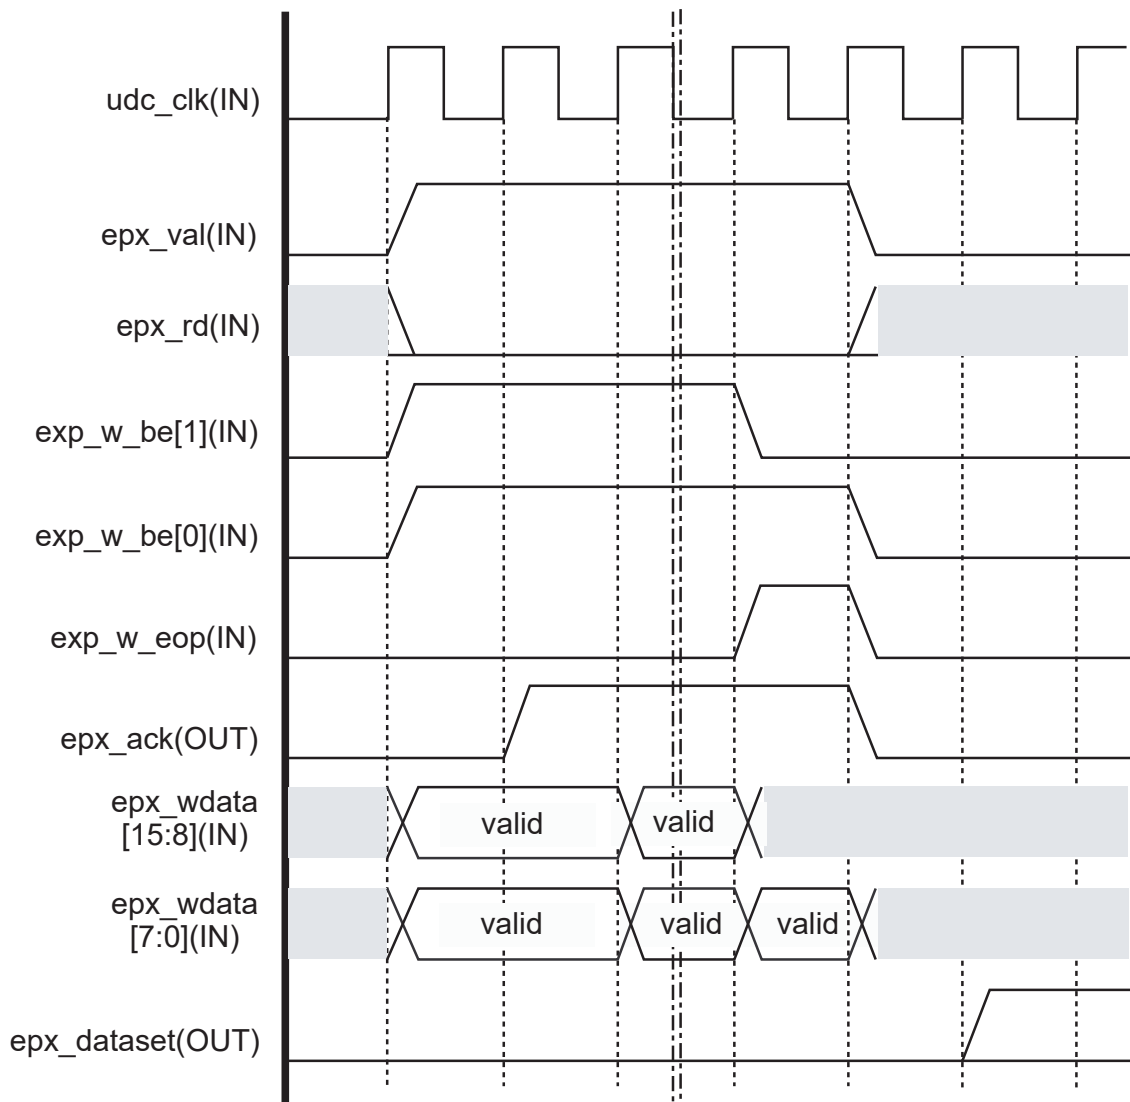 udc_clk(IN)
epx_val(IN)
epx_rd(IN)
exp_w_be[1](IN)
exp_w_be[0](IN)
exp_w_eop(IN)
epx_ack(OUT)
epx_wdata
[15:8](IN)
valid valid
epx_wdata
[7:0](IN)
valid valid valid
epx_dataset(OUT)